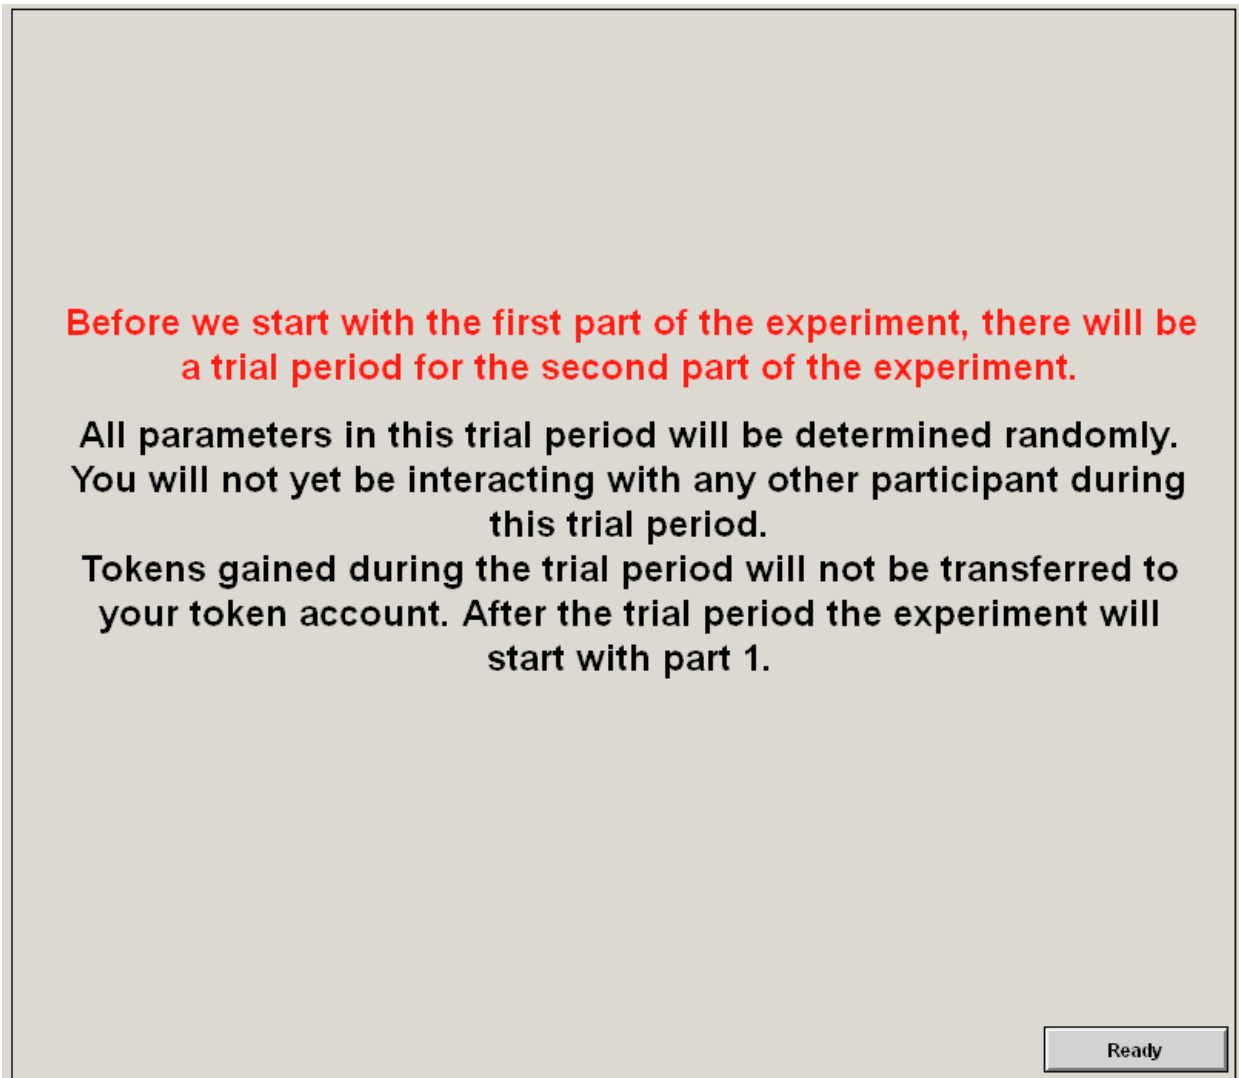 Before we start with the first part of the experiment, there will be
a trial period for the second part of the experiment.
All parameters in this trial period will be determined randomly.
You will not yet be interacting with any other participant during
this trial period.
Tokens gained during the trial period will not be transferred to
your token account. After the trial period the experiment will
start with part 1.
Ready